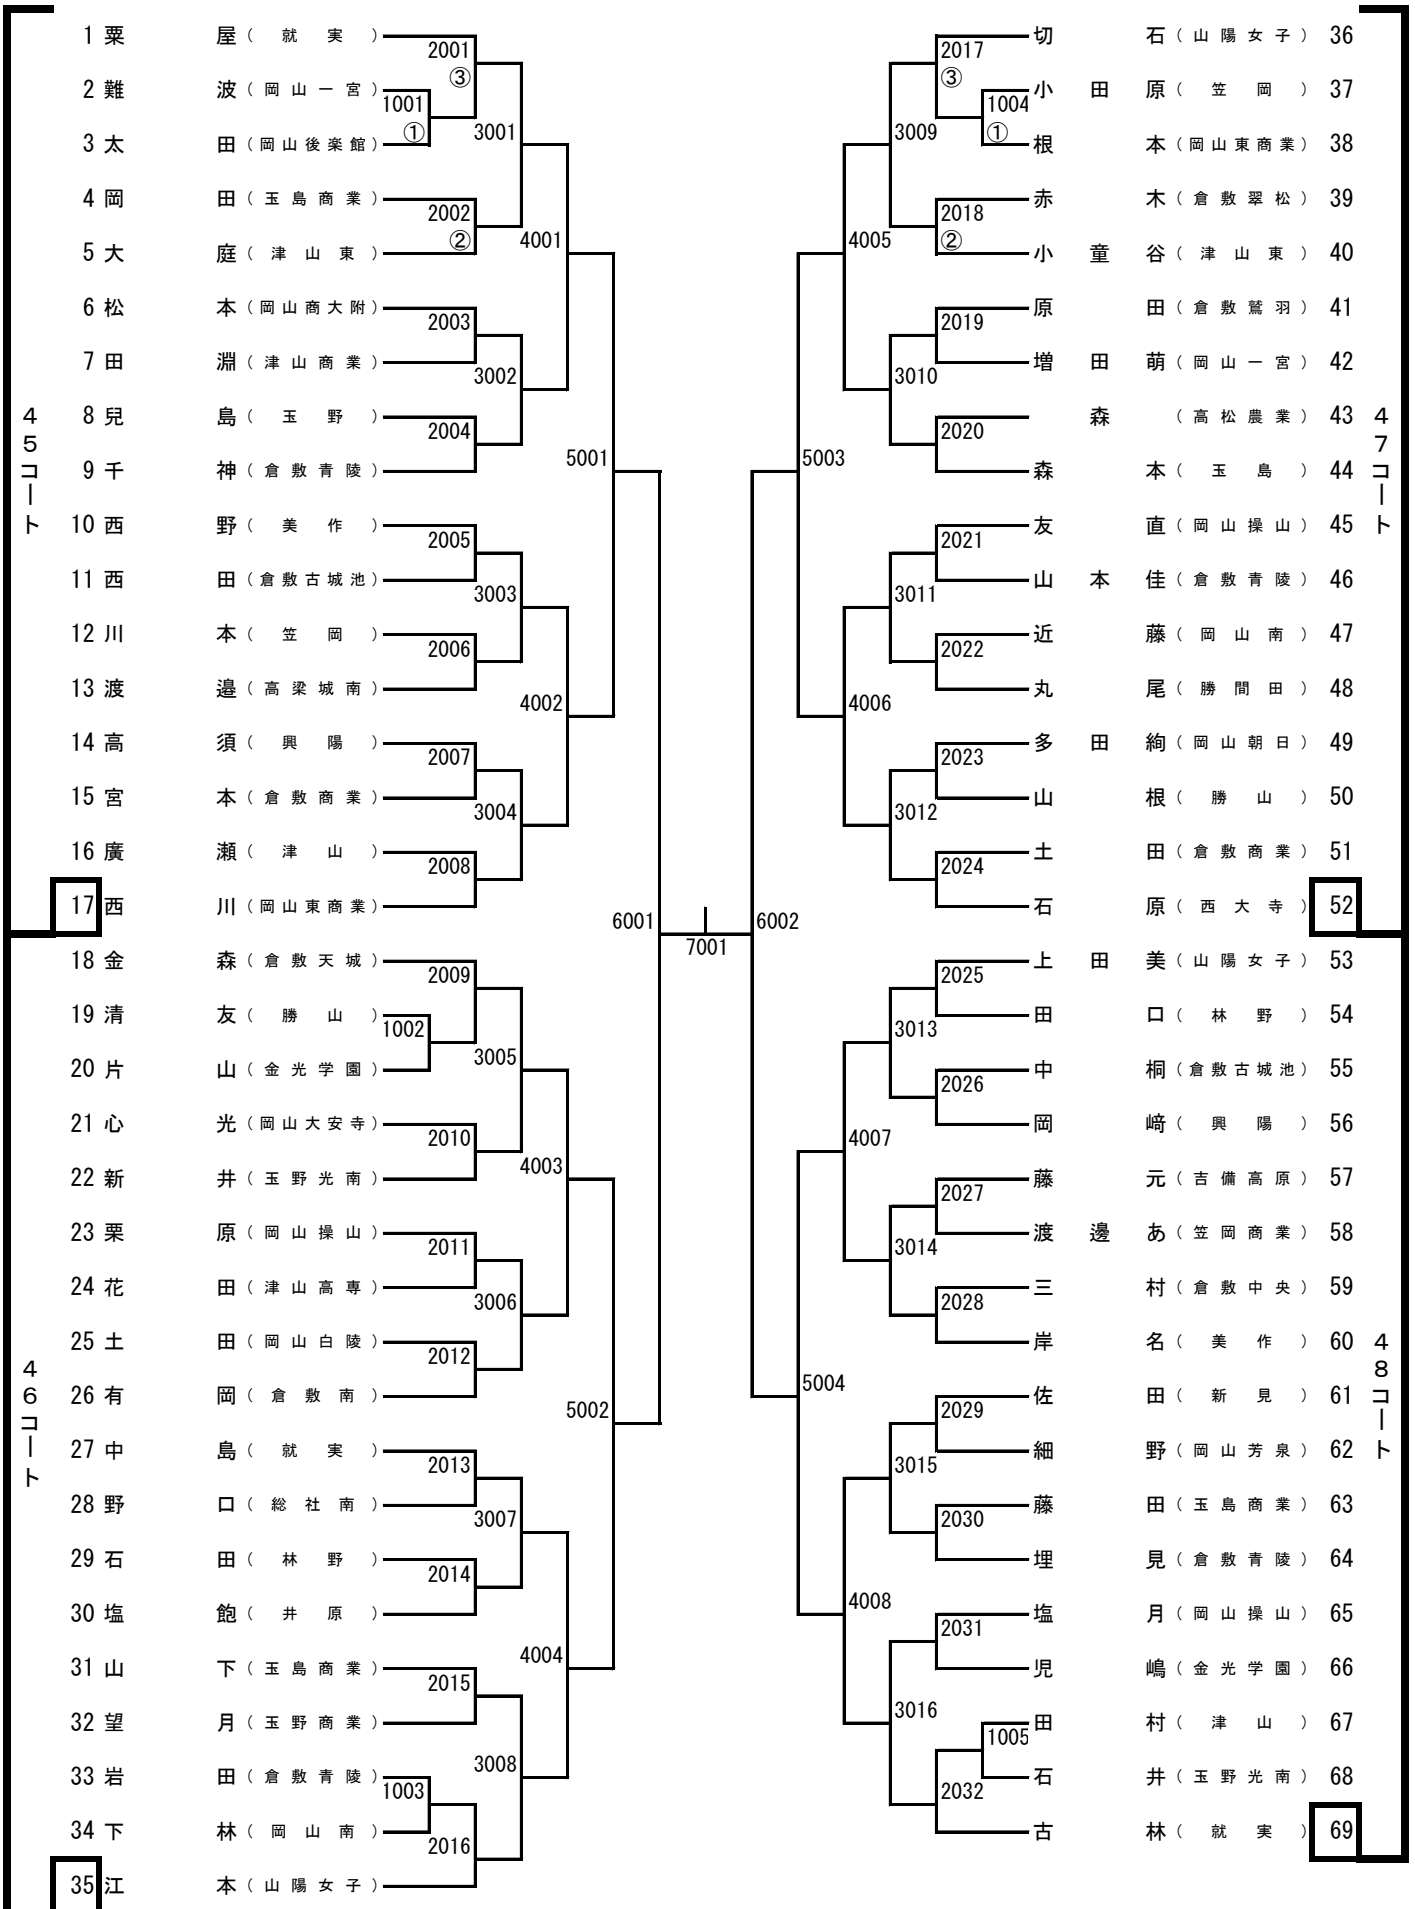 45コート
1 粟屋（就実）
2 難波（岡山一宮）
3 太田（岡山後楽館）
4 岡田（玉島商業）
5 大庭（津山東）
6 松本（岡山商大附）
7 田淵（津山商業）
8 兒島（玉野）
9 千神（倉敷青陵）
10 西野（美作）
11 西田（倉敷古城池）
12 川本（笠岡）
13 渡邉（高梁城南）
14 高須（興陽）
15 宮本（倉敷商業）
16 廣瀬（津山）
17 西川（岡山東商業）
46コート
18 金森（倉敷天城）
19 清友（勝山）
20 片山（金光学園）
21 心光（岡山大安寺）
22 新井（玉野光南）
23 栗原（岡山操山）
24 花田（津山高専）
25 土田（岡山白陵）
26 有岡（倉敷南）
27 中島（就実）
28 野口（総社南）
29 石田（林野）
30 塩飽（井原）
31 山下（玉島商業）
32 望月（玉野商業）
33 岩田（倉敷青陵）
34 下林（岡山南）
35 江本（山陽女子）
1001 ①
1002
1003
2001 ③
2002 ②
2003
2004
2005
2006
2007
2008
2009
2010
2011
2012
2013
2014
2015
2016
3001
3002
3003
3004
3005
3006
3007
3008
4001
4002
4003
4004
5001
5002
6001
7001
6002
5003
5004
4005
4006
4007
4008
3009
3010
3011
3012
3013
3014
3015
3016
2017 ③
2018 ②
2019
2020
2021
2022
2023
2024
2025
2026
2027
2028
2029
2030
2031
2032
1004 ①
1005
47コート
切石（山陽女子） 36
小田原（笠岡） 37
根本（岡山東商業） 38
赤木（倉敷翠松） 39
小童谷（津山東） 40
原田（倉敷鷲羽） 41
増田萌（岡山一宮） 42
森（高松農業） 43
森本（玉島） 44
友直（岡山操山） 45
山本佳（倉敷青陵） 46
近藤（岡山南） 47
丸尾（勝間田） 48
多田絢（岡山朝日） 49
山根（勝山） 50
土田（倉敷商業） 51
石原（西大寺） 52
48コート
上田美（山陽女子） 53
田口（林野） 54
中桐（倉敷古城池） 55
岡﨑（興陽） 56
藤元（吉備高原） 57
渡邊あ（笠岡商業） 58
三村（倉敷中央） 59
岸名（美作） 60
佐田（新見） 61
細野（岡山芳泉） 62
藤田（玉島商業） 63
埋見（倉敷青陵） 64
塩月（岡山操山） 65
児嶋（金光学園） 66
田村（津山） 67
石井（玉野光南） 68
古林（就実） 69